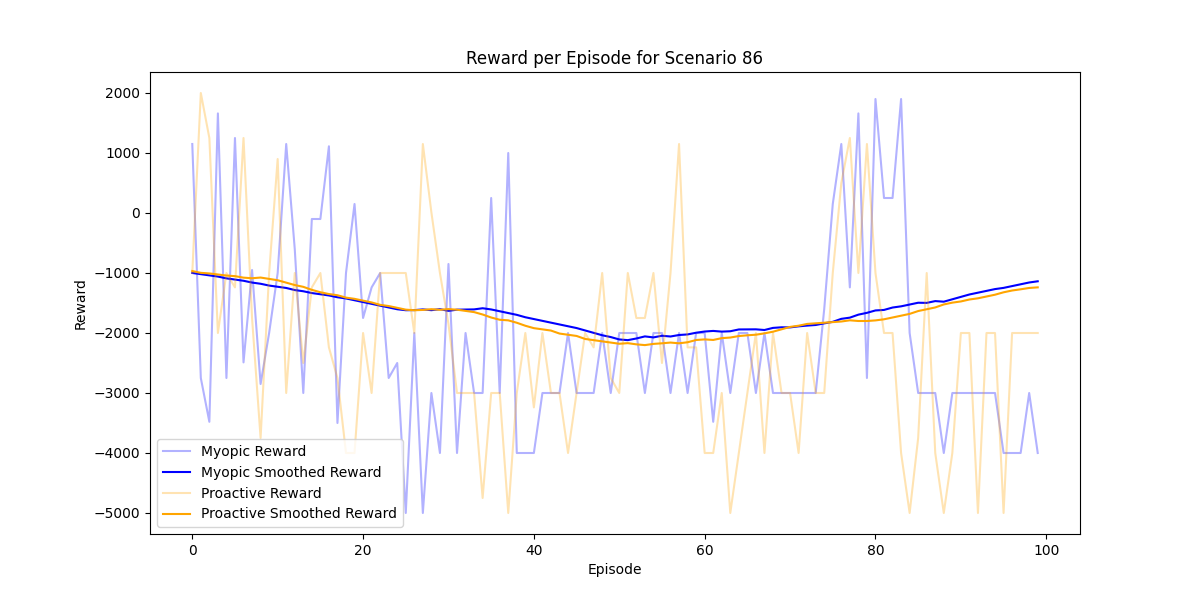 Reward per Episode for Scenario 86
Reward
2000
1000
0
−1000
−2000
−3000
−4000
−5000
Myopic Reward
Myopic Smoothed Reward
Proactive Reward
Proactive Smoothed Reward
0 20 40 60 80 100
Episode